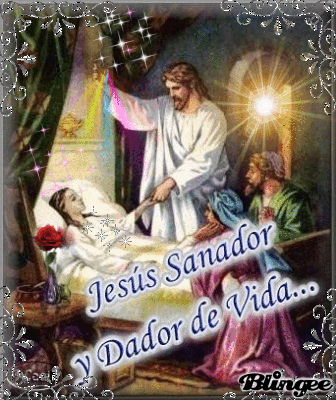 Jesús Sanador
y Dador de Vida...
Blingee